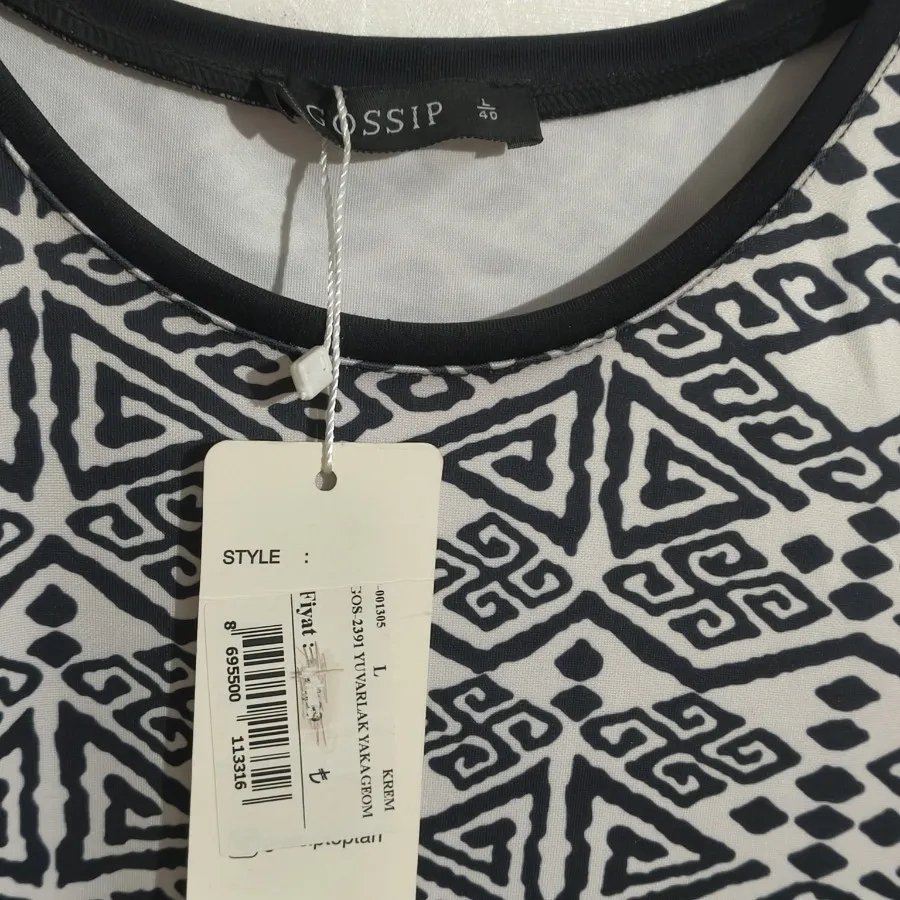 GOSSIP
L
40
STYLE :
-001305 L KREM
GOS-2391 YUVARLAK YAKA GEOM
Fiyat : ₺
8 695500 113316